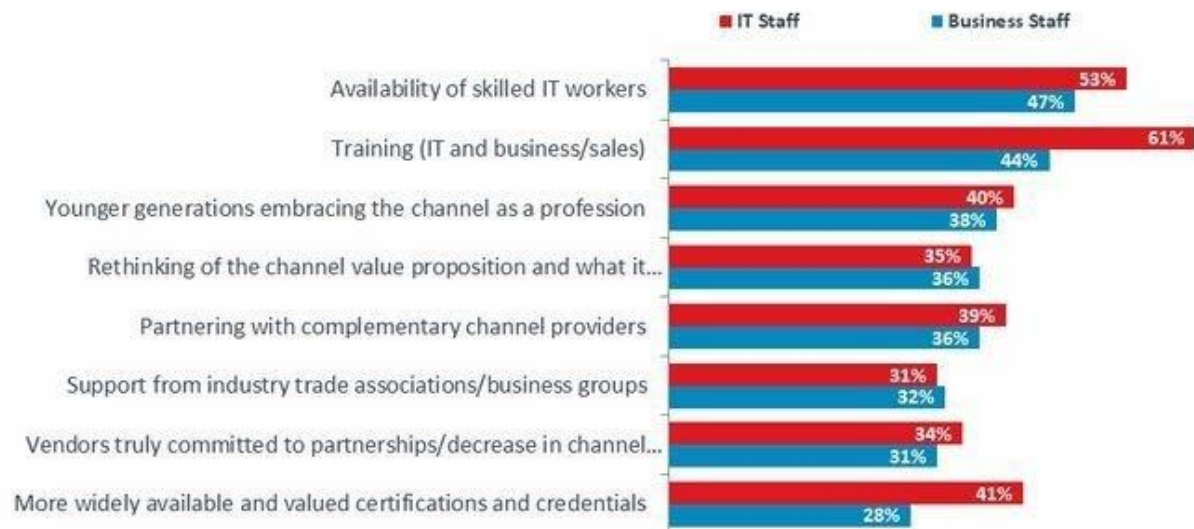 IT Staff Business Staff
Availability of skilled IT workers 53%
47%
Training (IT and business/sales) 61%
44%
Younger generations embracing the channel as a profession 40%
38%
Rethinking of the channel value proposition and what it... 35%
36%
Partnering with complementary channel providers 39%
36%
Support from industry trade associations/business groups 31%
32%
Vendors truly committed to partnerships/decrease in channel... 34%
31%
More widely available and valued certifications and credentials 41%
28%